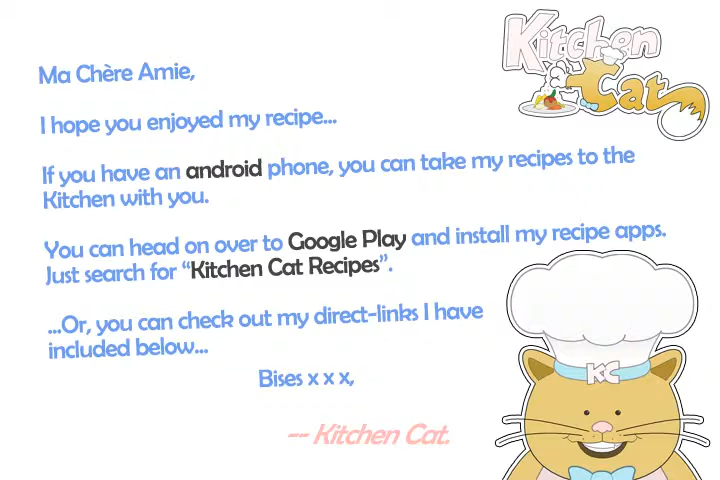 Kitchen
Cat
Ma Chère Amie,
I hope you enjoyed my recipe...
If you have an android phone, you can take my recipes to the
Kitchen with you.
You can head on over to Google Play and install my recipe apps.
Just search for “Kitchen Cat Recipes”.
...Or, you can check out my direct-links I have
included below...
Bises x x x,
-- Kitchen Cat.
KC